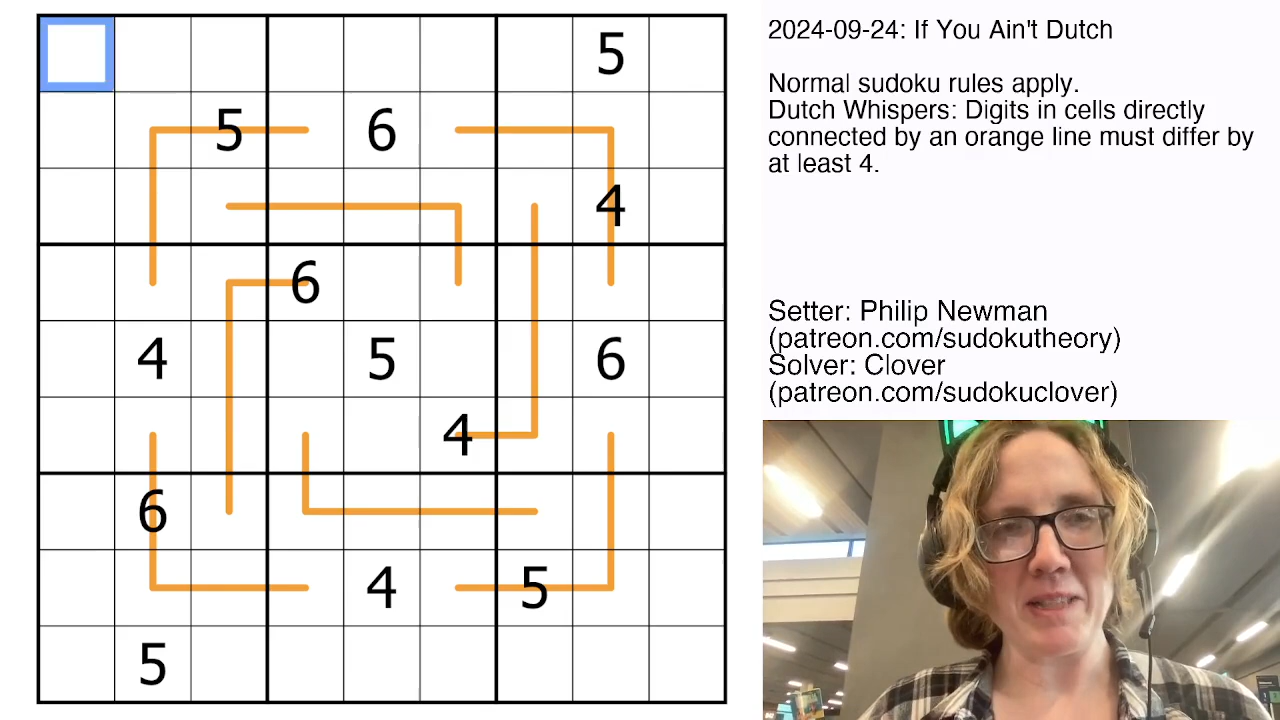 2024-09-24: If You Ain't Dutch
Normal sudoku rules apply.
Dutch Whispers: Digits in cells directly
connected by an orange line must differ by
at least 4.
Setter: Philip Newman
(patreon.com/sudokutheory)
Solver: Clover
(patreon.com/sudokuclover)
5
5 6
4
6
4 5 6
4
6
4 5
5